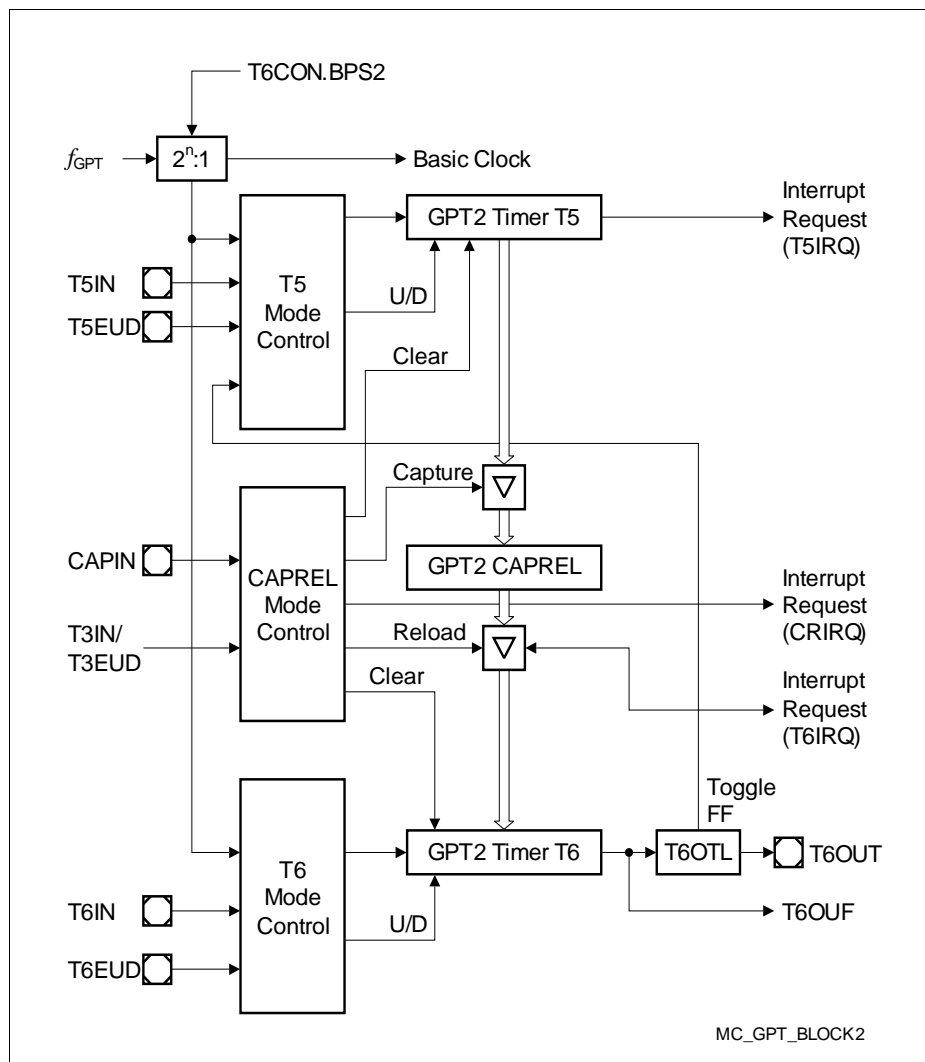 T6CON.BPS2
fGPT
2n:1
Basic Clock
GPT2 Timer T5
Interrupt
Request
(T5IRQ)
T5IN
T5EUD
T5
Mode
Control
U/D
Clear
Capture
CAPIN
CAPREL
Mode
Control
GPT2 CAPREL
Interrupt
Request
(CRIRQ)
T3IN/
T3EUD
Reload
Clear
Interrupt
Request
(T6IRQ)
Toggle
FF
GPT2 Timer T6
T6OTL
T6OUT
T6
Mode
Control
T6IN
U/D
T6OUF
T6EUD
MC_GPT_BLOCK2